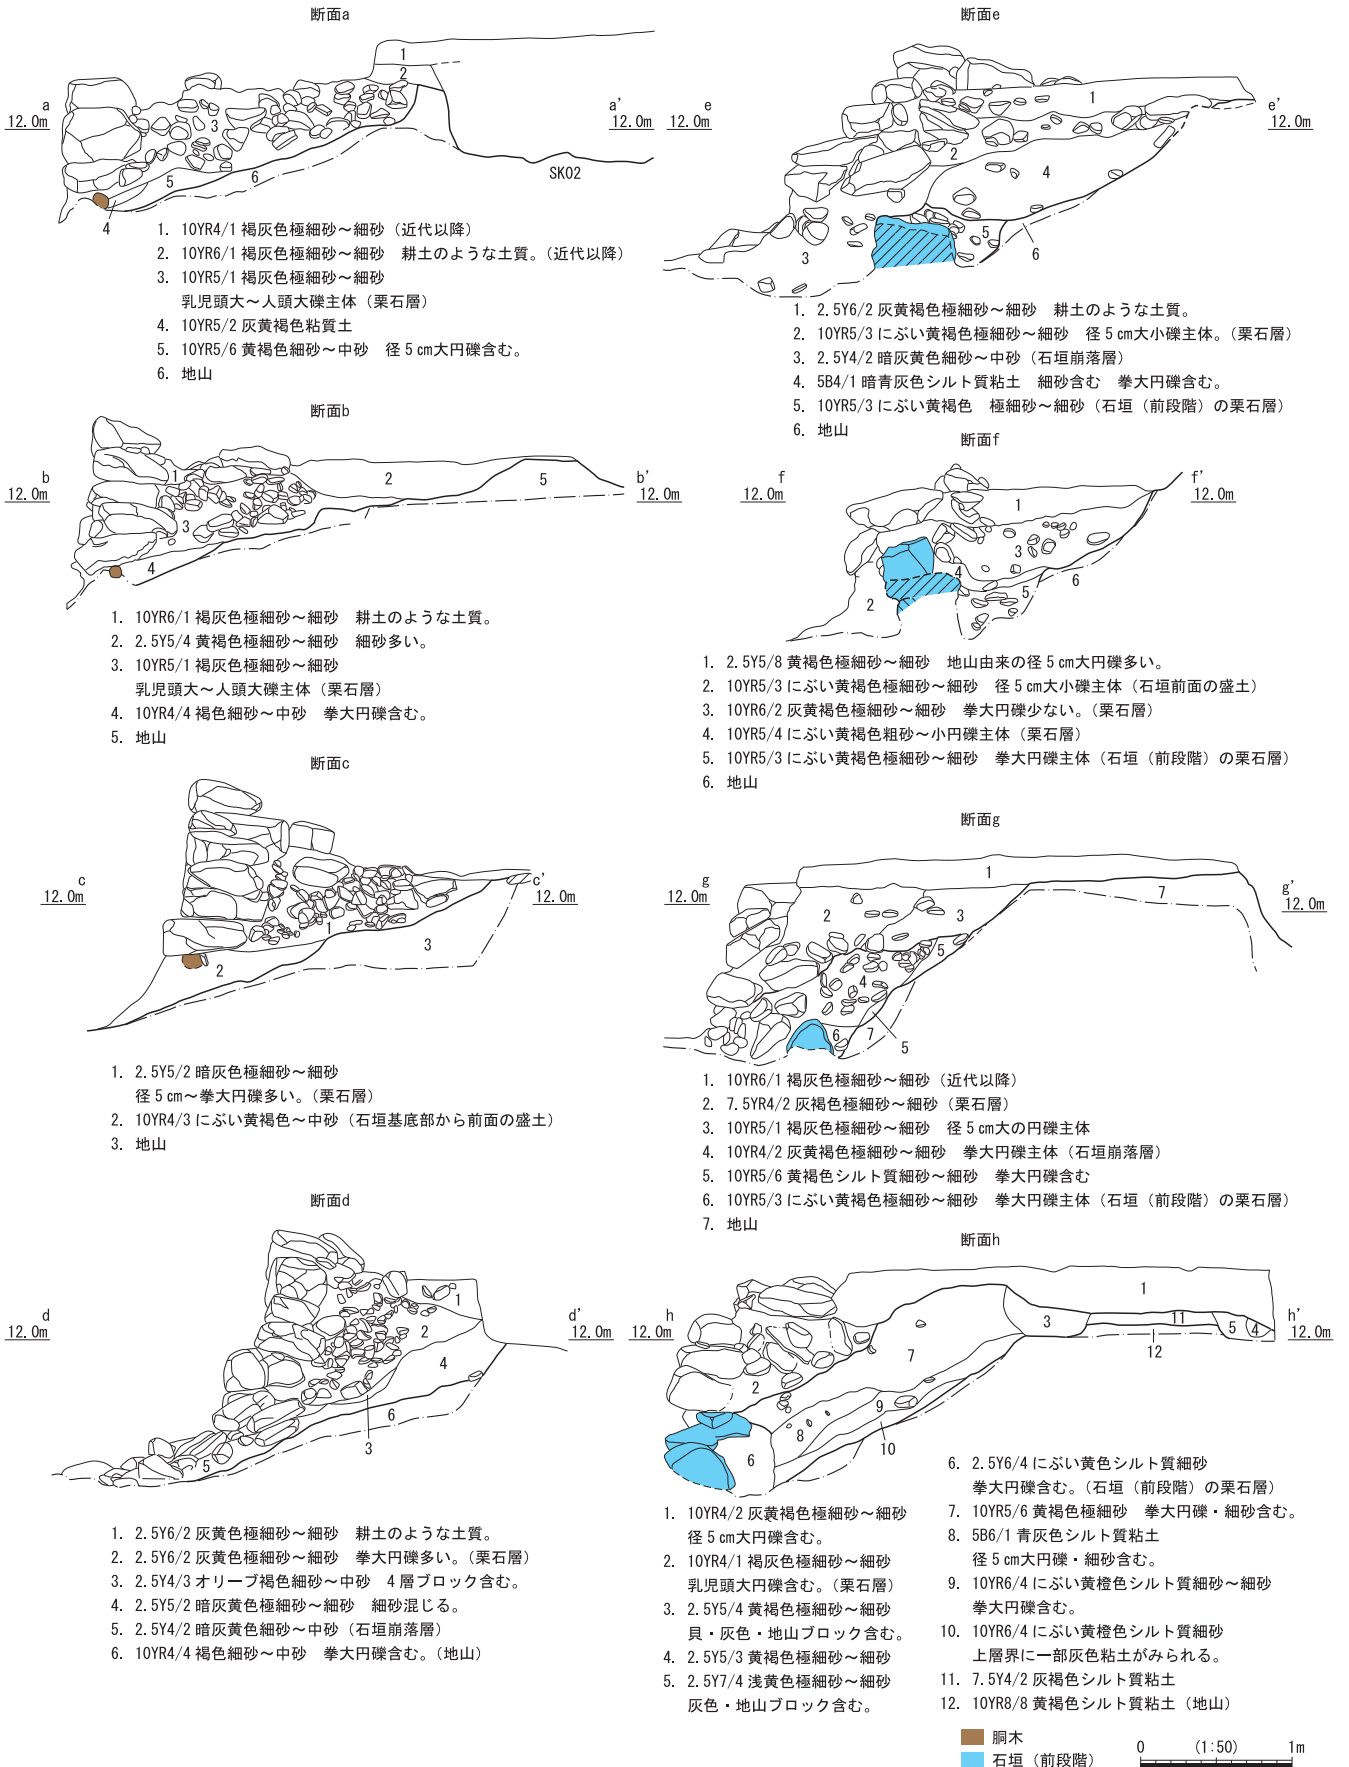 断面a
a
12.0m
a’
12.0m
1
2
3
4
5
6
SK02
1. 10YR4/1 褐灰色極細砂～細砂（近代以降）
2. 10YR6/1 褐灰色極細砂～細砂　耕土のような土質。（近代以降）
3. 10YR5/1 褐灰色極細砂～細砂
乳児頭大～人頭大礫主体（栗石層）
4. 10YR5/2 灰黄褐色粘質土
5. 10YR5/6 黄褐色細砂～中砂　径５㎝大円礫含む。
6. 地山
断面b
b
12.0m
b’
12.0m
1
2
3
4
5
1. 10YR6/1 褐灰色極細砂～細砂　耕土のような土質。
2. 2.5Y5/4 黄褐色極細砂～細砂　細砂多い。
3. 10YR5/1 褐灰色極細砂～細砂
乳児頭大～人頭大礫主体（栗石層）
4. 10YR4/4 褐色細砂～中砂　拳大円礫含む。
5. 地山
断面c
c
12.0m
c’
12.0m
1
2
3
1. 2.5Y5/2 暗灰色極細砂～細砂
径５㎝～拳大円礫多い。（栗石層）
2. 10YR4/3 にぶい黄褐色～中砂（石垣基底部から前面の盛土）
3. 地山
断面d
d
12.0m
d’
12.0m
1
2
3
4
5
6
1. 2.5Y6/2 灰黄色極細砂～細砂　耕土のような土質。
2. 2.5Y6/2 灰黄色極細砂～細砂　拳大円礫多い。（栗石層）
3. 2.5Y4/3 オリーブ褐色細砂～中砂　４層ブロック含む。
4. 2.5Y5/2 暗灰黄色極細砂～細砂　細砂混じる。
5. 2.5Y4/2 暗灰黄色細砂～中砂（石垣崩落層）
6. 10YR4/4 褐色細砂～中砂　拳大円礫含む。（地山）
断面e
e
12.0m
e’
12.0m
1
2
3
4
5
6
1. 2.5Y6/2 灰黄褐色極細砂～細砂　耕土のような土質。
2. 10YR5/3 にぶい黄褐色極細砂～細砂　径５㎝大小礫主体。（栗石層）
3. 2.5Y4/2 暗灰黄色細砂～中砂（石垣崩落層）
4. 5B4/1 暗青灰色シルト質粘土　細砂含む　拳大円礫含む。
5. 10YR5/3 にぶい黄褐色　極細砂～細砂（石垣（前段階）の栗石層）
6. 地山
断面f
f
12.0m
f’
12.0m
1
2
3
4
5
6
1. 2.5Y5/8 黄褐色極細砂～細砂　地山由来の径５㎝大円礫多い。
2. 10YR5/3 にぶい黄褐色極細砂～細砂　径５㎝大小礫主体（石垣前面の盛土）
3. 10YR6/2 灰黄褐色極細砂～細砂　拳大円礫少ない。（栗石層）
4. 10YR5/4 にぶい黄褐色粗砂～小円礫主体（栗石層）
5. 10YR5/3 にぶい黄褐色極細砂～細砂　拳大円礫主体（石垣（前段階）の栗石層）
6. 地山
断面g
g
12.0m
g’
12.0m
1
2
3
4
5
6
7
5
7
1. 10YR6/1 褐灰色極細砂～細砂（近代以降）
2. 7.5YR4/2 灰褐色極細砂～細砂（栗石層）
3. 10YR5/1 褐灰色極細砂～細砂　径５㎝大の円礫主体
4. 10YR4/2 灰黄褐色極細砂～細砂　拳大円礫主体（石垣崩落層）
5. 10YR5/6 黄褐色シルト質細砂～細砂　拳大円礫含む
6. 10YR5/3 にぶい黄褐色極細砂～細砂　拳大円礫主体（石垣（前段階）の栗石層）
7. 地山
断面h
h
12.0m
h’
12.0m
1
2
3
4
5
6
7
8
9
10
11
12
1. 10YR4/2 灰黄褐色極細砂～細砂
径５㎝大円礫含む。
2. 10YR4/1 褐灰色極細砂～細砂
乳児頭大円礫含む。（栗石層）
3. 2.5Y5/4 黄褐色極細砂～細砂
貝・灰色・地山ブロック含む。
4. 2.5Y5/3 黄褐色極細砂～細砂
5. 2.5Y7/4 浅黄色極細砂～細砂
灰色・地山ブロック含む。
6. 2.5Y6/4 にぶい黄色シルト質細砂
拳大円礫含む。（石垣（前段階）の栗石層）
7. 10YR5/6 黄褐色極細砂　拳大円礫・細砂含む。
8. 5B6/1 青灰色シルト質粘土
径５㎝大円礫・細砂含む。
9. 10YR6/4 にぶい黄橙色シルト質細砂～細砂
拳大円礫含む。
10. 10YR6/4 にぶい黄橙色シルト質細砂
上層界に一部灰色粘土がみられる。
11. 7.5Y4/2 灰褐色シルト質粘土
12. 10YR8/8 黄褐色シルト質粘土（地山）
胴木
石垣（前段階）
0
(1:50)
1m